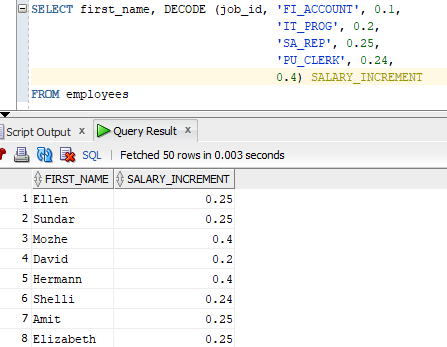 SELECT first_name, DECODE (job_id, 'FI_ACCOUNT', 0.1,
'IT_PROG', 0.2,
'SA_REP', 0.25,
'PU_CLERK', 0.24,
0.4) SALARY_INCREMENT
FROM employees
Script Output x Query Result x
SQL | Fetched 50 rows in 0.003 seconds
FIRST_NAME SALARY_INCREMENT
1 Ellen 0.25
2 Sundar 0.25
3 Mozhe 0.4
4 David 0.2
5 Hermann 0.4
6 Shelli 0.24
7 Amit 0.25
8 Elizabeth 0.25